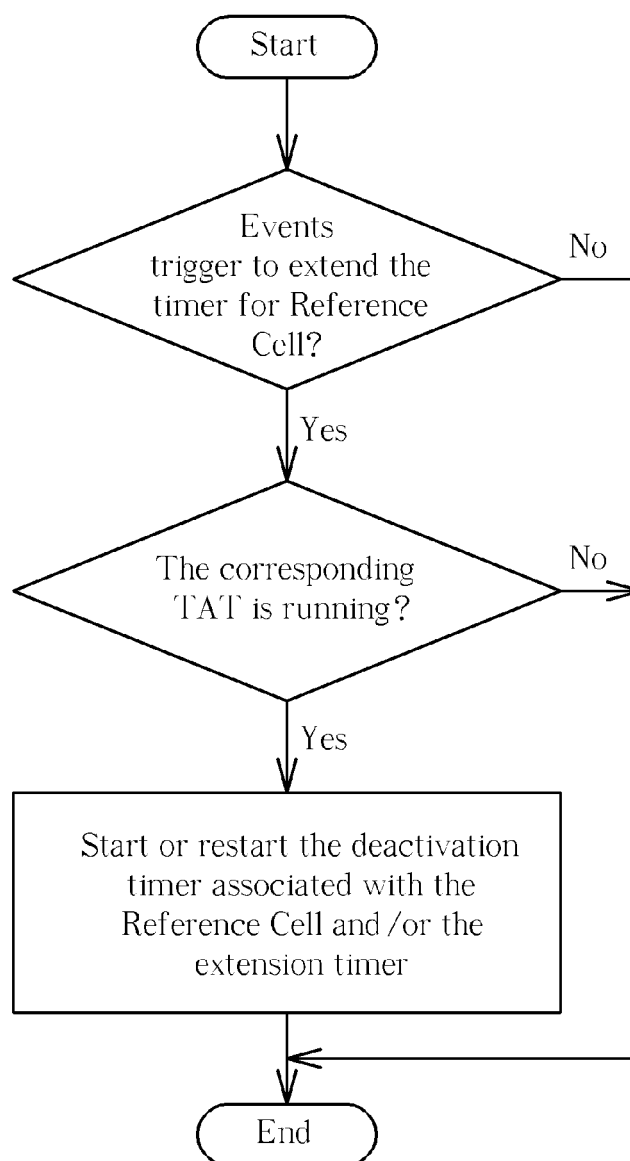 Start
Events
trigger to extend the
timer for Reference
Cell?
No
Yes
The corresponding
TAT is running?
No
Yes
Start or restart the deactivation
timer associated with the
Reference Cell and/or the
extension timer
End